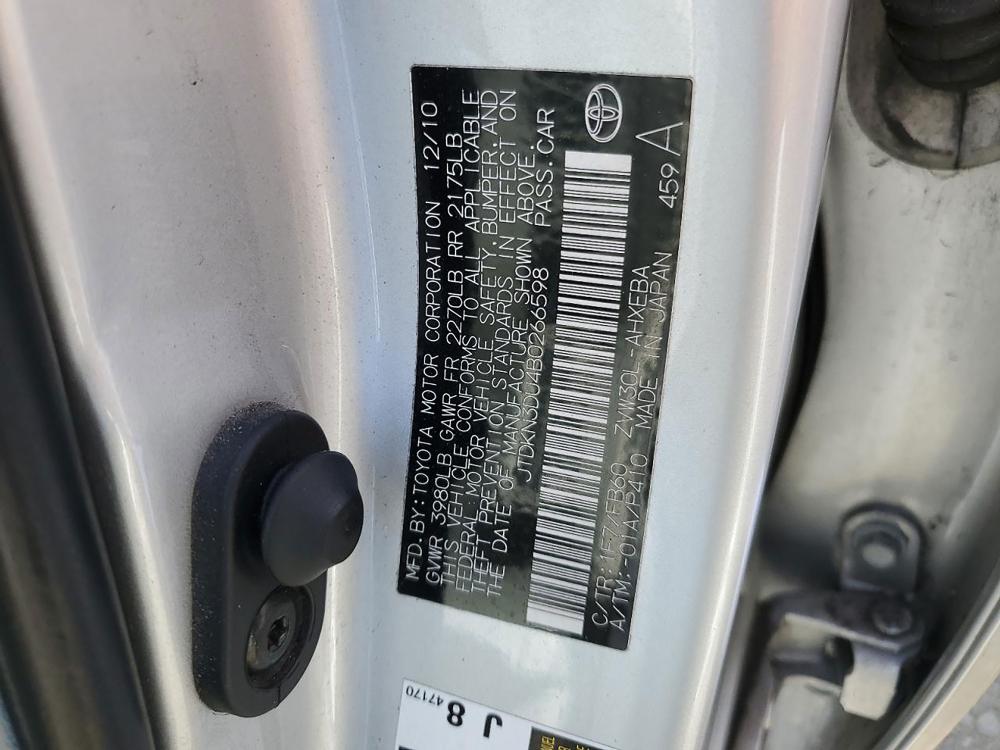 MFD. BY: TOYOTA MOTOR CORPORATION 12/10
GVWR 3980LB GAWR FR 2270LB RR 2175LB
THIS VEHICLE CONFORMS TO ALL APPLICABLE
FEDERAL MOTOR VEHICLE SAFETY, BUMPER, AND
THEFT PREVENTION STANDARDS IN EFFECT ON
THE DATE OF MANUFACTURE SHOWN ABOVE.
JTDKN3DU4B0266598 PASS.CAR
C/TR: 1F7/FB60 ZVW30L-AHXEBA
A/TM: -01A/P410 MADE IN JAPAN 459 A
47170
J 8